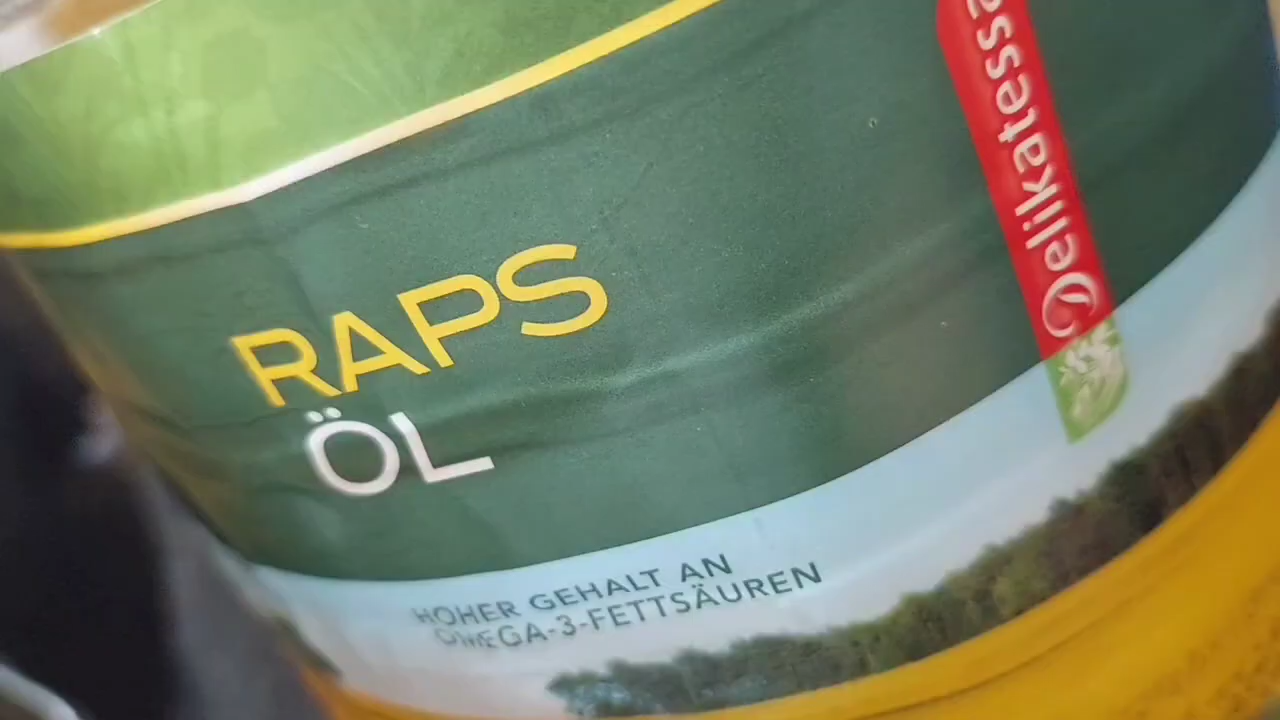 RAPS
ÖL
HOHER GEHALT AN
OMEGA-3-FETTSÄUREN
Delikatessa